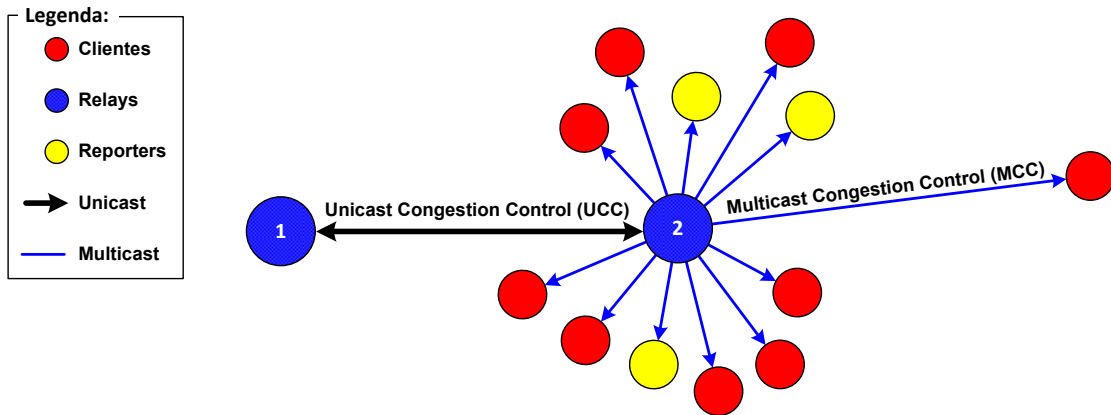 Legenda:
Clientes
Relays
Reporters
Unicast
Multicast
1
Unicast Congestion Control (UCC)
2
Multicast Congestion Control (MCC)